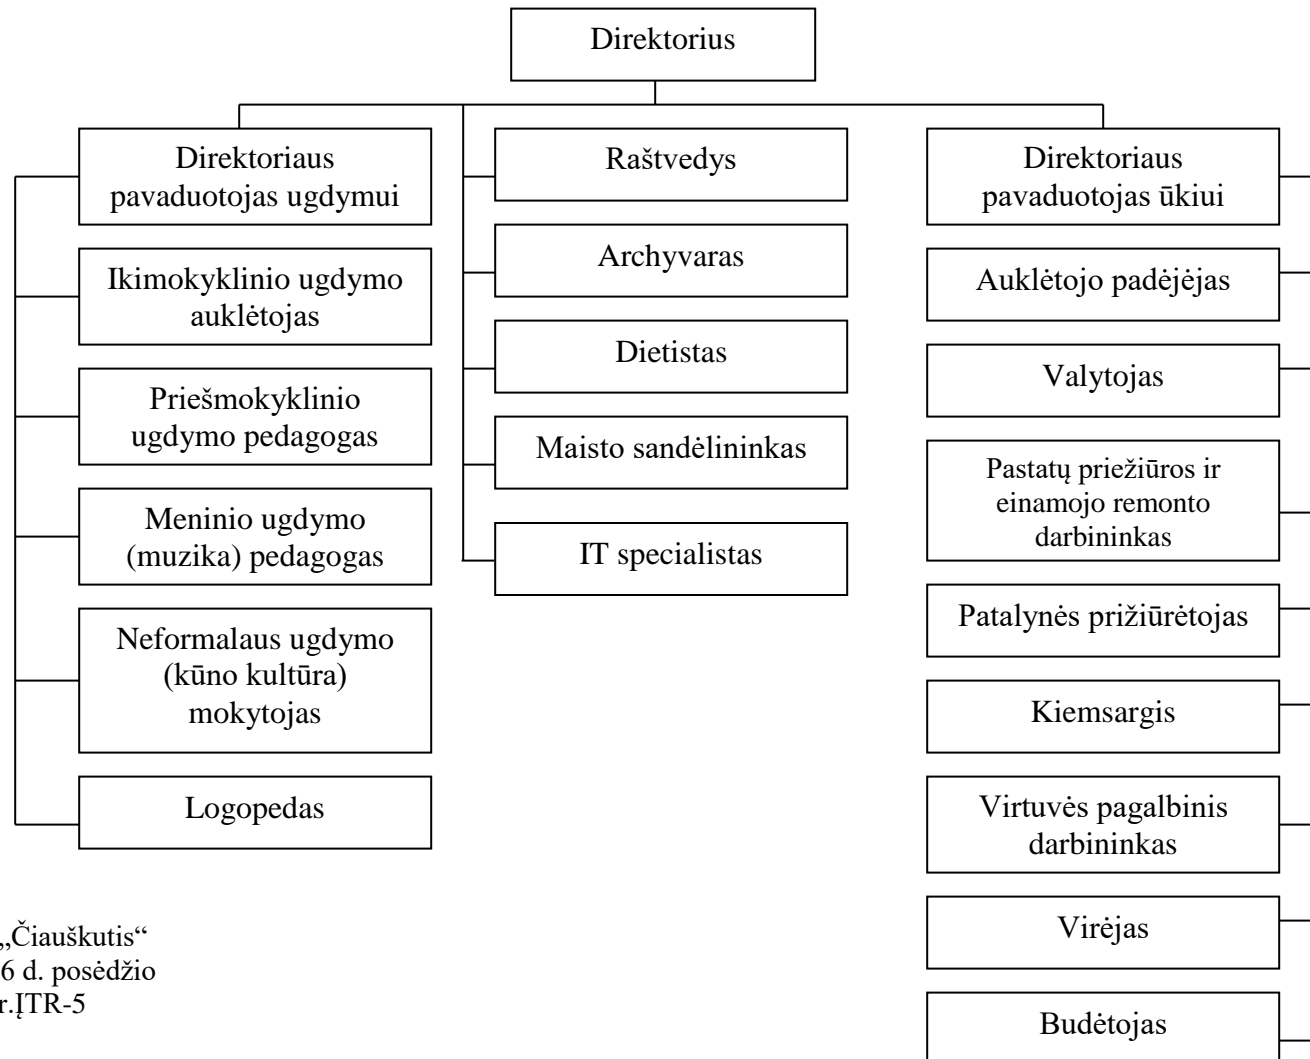 Direktorius
Direktoriaus
pavaduotojas ugdymui
Ikimokyklinio ugdymo
auklėtojas
Priešmokyklinio
ugdymo pedagogas
Meninio ugdymo
(muzika) pedagogas
Neformalaus ugdymo
(kūno kultūra)
mokytojas
Logopedas
Raštvedys
Archyvaras
Dietistas
Maisto sandėlininkas
IT specialistas
Direktoriaus
pavaduotojas ūkiui
Auklėtojo padėjėjas
Valytojas
Pastatų priežiūros ir
einamojo remonto
darbininkas
Patalynės prižiūrėtojas
Kiemsargis
Virtuvės pagalbinis
darbininkas
Virėjas
Budėtojas
„Čiauškutis“
6 d. posėdžio
r.ĮTR-5